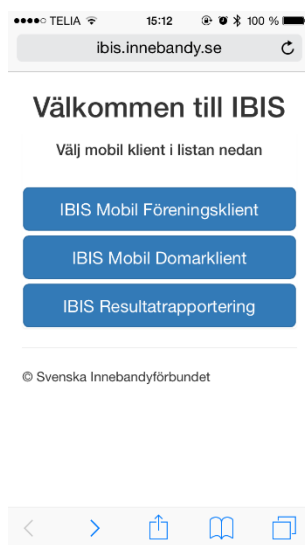 TELIA 15:12 100 %
ibis.innebandy.se
Välkommen till IBIS
Välj mobil klient i listan nedan
IBIS Mobil Föreningsklient
IBIS Mobil Domarklient
IBIS Resultatrapportering
© Svenska Innebandyförbundet